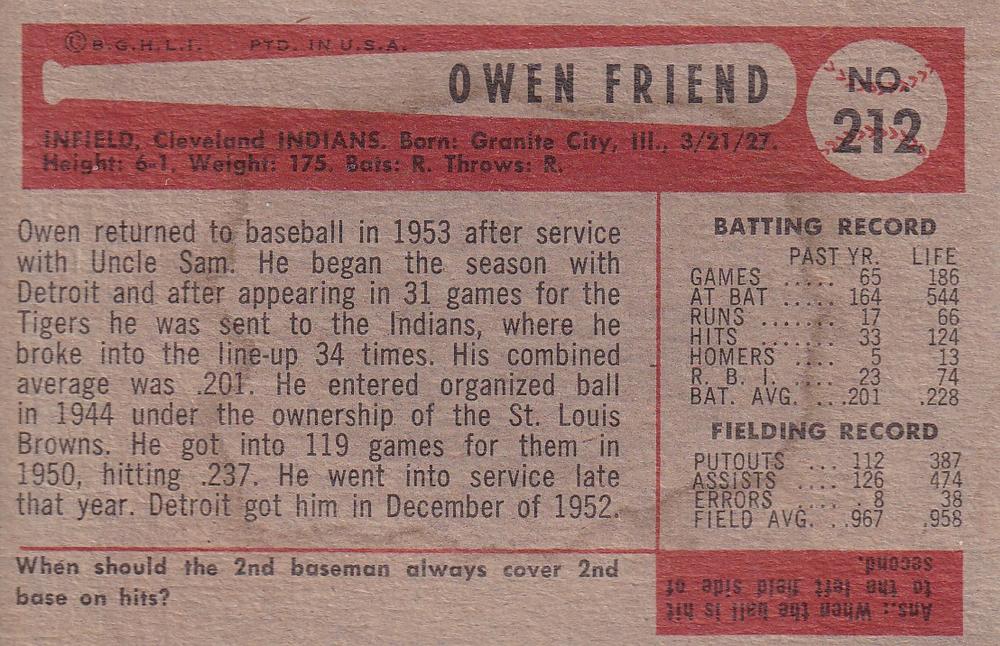 ©B.G.H.L.I. PTD. IN U.S.A.
OWEN FRIEND
NO.
212
INFIELD, Cleveland INDIANS. Born: Granite City, Ill., 3/21/27.
Height: 6-1. Weight: 175. Bats: R. Throws: R.
Owen returned to baseball in 1953 after service
with Uncle Sam. He began the season with
Detroit and after appearing in 31 games for the
Tigers he was sent to the Indians, where he
broke into the line-up 34 times. His combined
average was .201. He entered organized ball
in 1944 under the ownership of the St. Louis
Browns. He got into 119 games for them in
1950, hitting .237. He went into service late
that year. Detroit got him in December of 1952.
BATTING RECORD
PAST YR. LIFE
GAMES ..... 65 186
AT BAT ..... 164 544
RUNS ....... 17 66
HITS ....... 33 124
HOMERS .... 5 13
R. B. I. .... 23 74
BAT. AVG. ...201 .228
FIELDING RECORD
PUTOUTS ... 112 387
ASSISTS .... 126 474
ERRORS .... 8 38
FIELD AVG. ..967 .958
When should the 2nd baseman always cover 2nd
base on hits?
Ans.: When the ball is hit
to the left field side of
second.